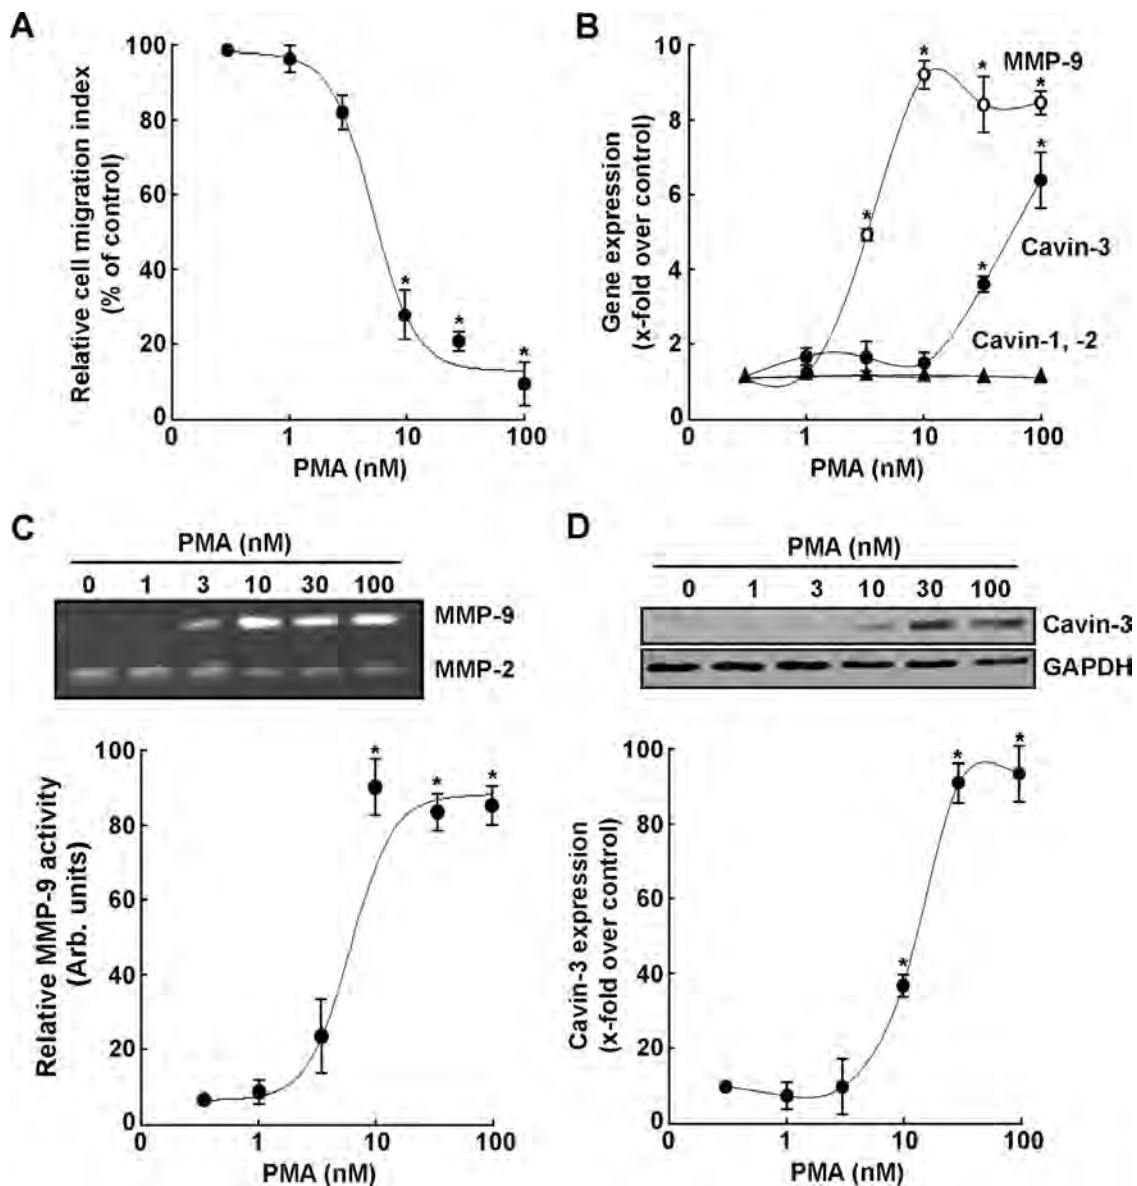 A
Relative cell migration index
(% of control)
100
80
60
40
20
0
* * *
0 1 10 100
PMA (nM)
B
Gene expression
(x-fold over control)
10
8
6
4
2
0
* * * * * *
MMP-9
Cavin-3
Cavin-1, -2
0 1 10 100
PMA (nM)
C
PMA (nM)
0 1 3 10 30 100
MMP-9
MMP-2
Relative MMP-9 activity
(Arb. units)
100
80
60
40
20
0
* * *
0 1 10 100
PMA (nM)
D
PMA (nM)
0 1 3 10 30 100
Cavin-3
GAPDH
Cavin-3 expression
(x-fold over control)
100
80
60
40
20
0
* * *
0 1 10 100
PMA (nM)